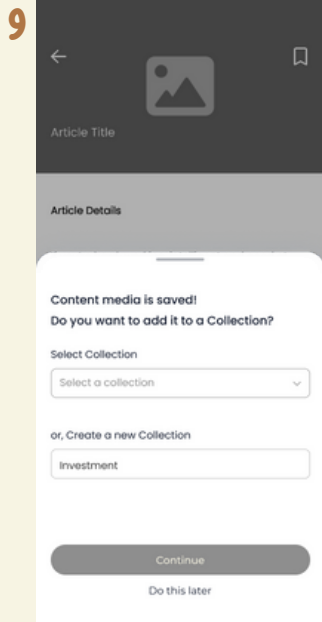 9
Article Title
Article Details
Content media is saved!
Do you want to add it to a Collection?
Select Collection
Select a collection
or, Create a new Collection
Investment
Continue
Do this later